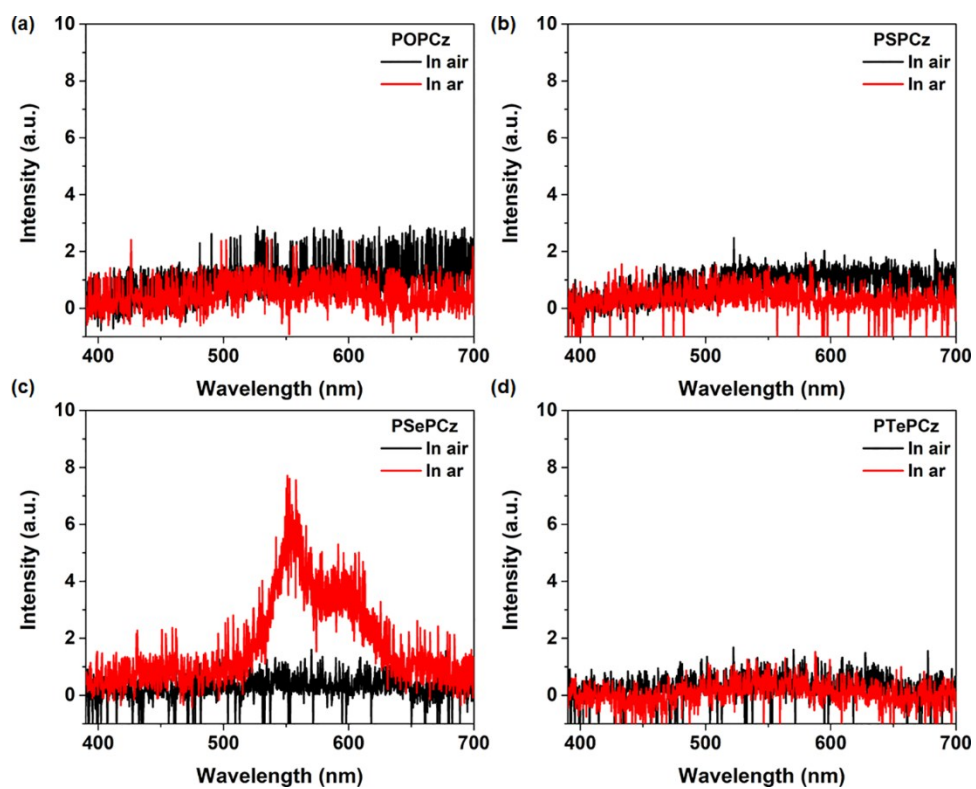 (a)
POPCz
In air
In ar
10
8
6
4
2
0
Intensity (a.u.)
400 500 600 700
Wavelength (nm)
(b)
PSPCz
In air
In ar
10
8
6
4
2
0
Intensity (a.u.)
400 500 600 700
Wavelength (nm)
(c)
PSePCz
In air
In ar
10
8
6
4
2
0
Intensity (a.u.)
400 500 600 700
Wavelength (nm)
(d)
PTePCz
In air
In ar
10
8
6
4
2
0
Intensity (a.u.)
400 500 600 700
Wavelength (nm)